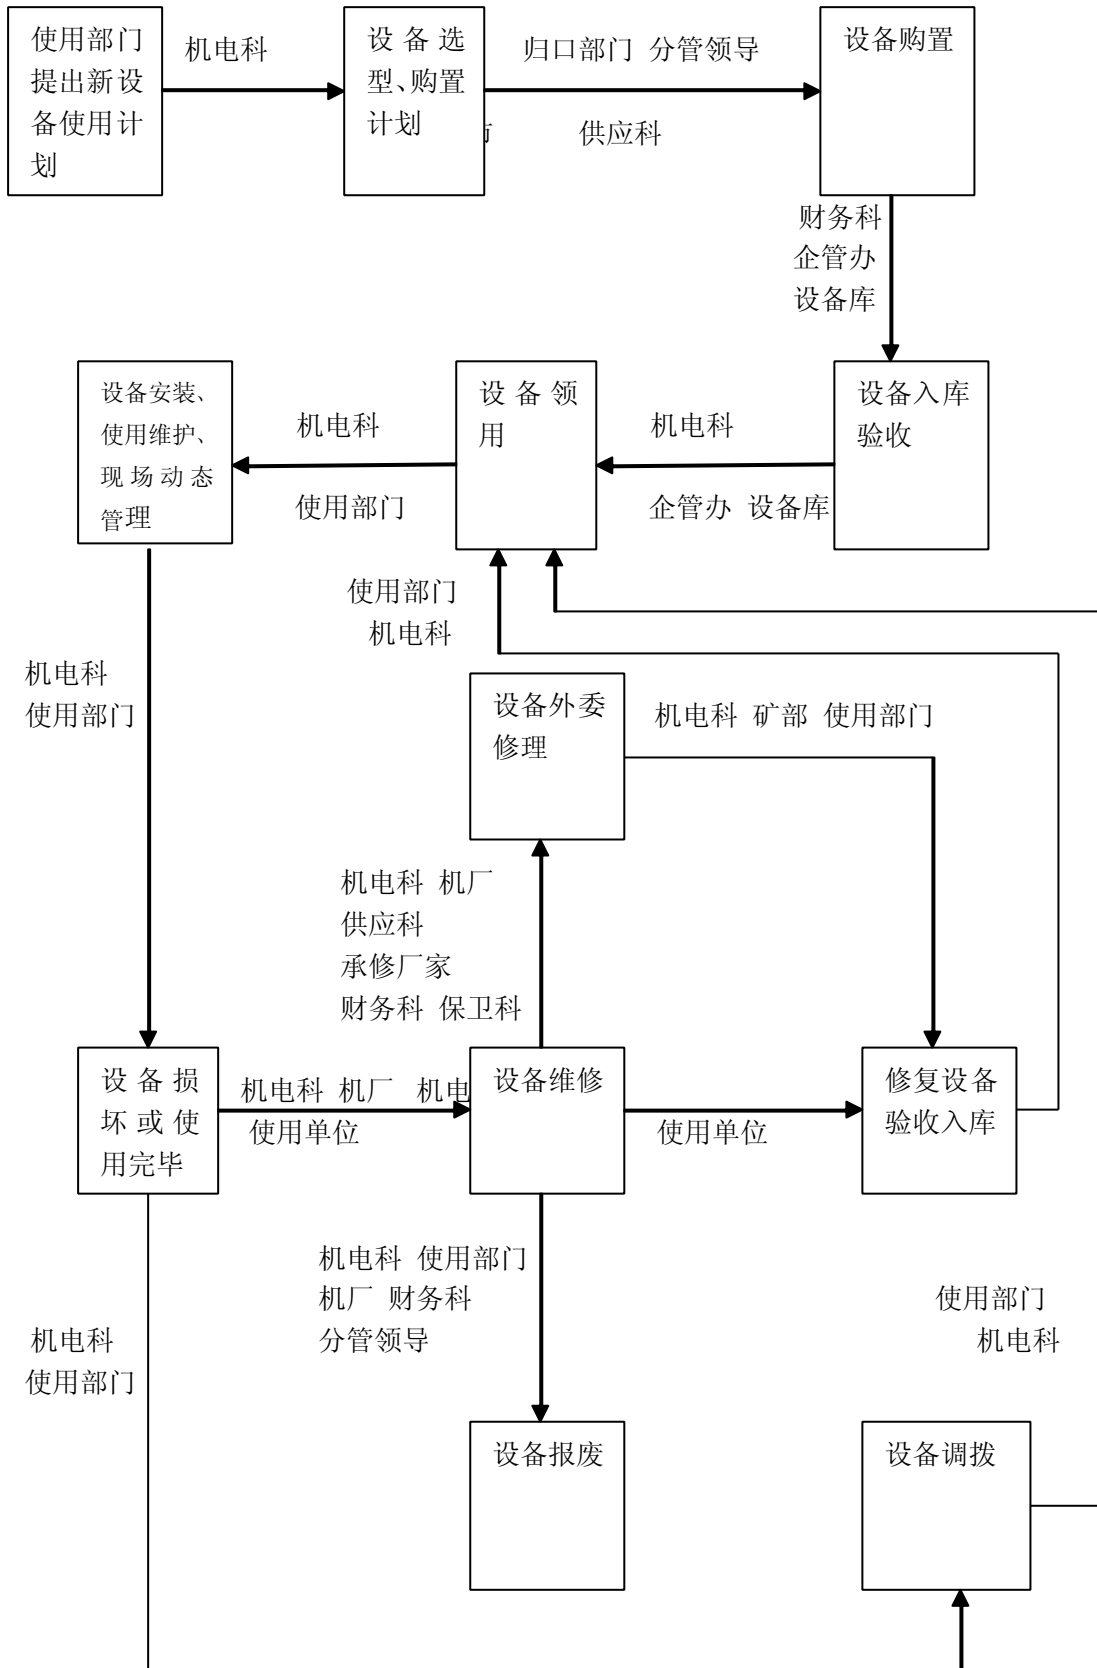 使用部门
提出新设
备使用计
划
机电科
设备选
型、购置
计划
归口部门 分管领导
供应科
设备购置
财务科
企管办
设备库
设备安装、
使用维护、
现场动态
管理
机电科
使用部门
设备领
用
机电科
企管办 设备库
设备入库
验收
使用部门
机电科
机电科
使用部门
设备外委
修理
机电科 矿部 使用部门
机电科 机厂
供应科
承修厂家
财务科 保卫科
设备损
坏或使
用完毕
机电科 机厂 机电
使用单位
设备维修
使用单位
修复设备
验收入库
机电科 使用部门
机厂 财务科
分管领导
使用部门
机电科
机电科
使用部门
设备报废
设备调拨